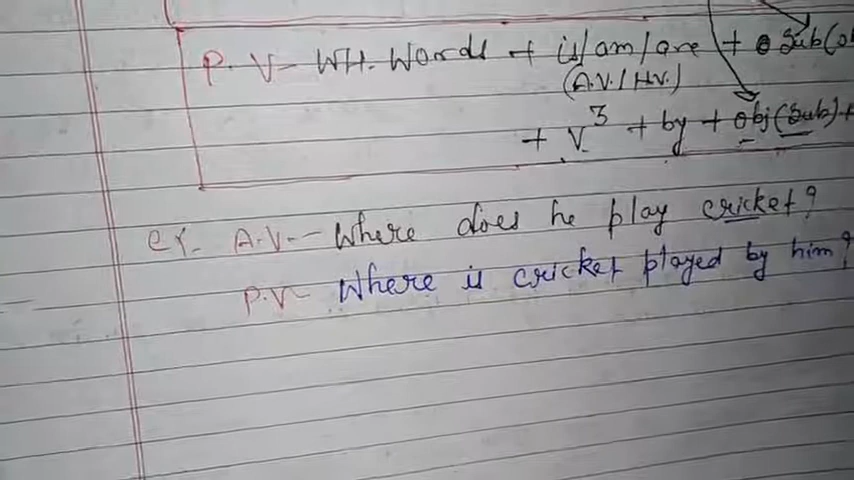 P.V- WH.Words + is/am/are + Sub(ob
(A.V./H.V.)
+ V3 + by + obj(Sub)+
ex- A.V.- Where does he play cricket?
P.V- Where is cricket played by him?